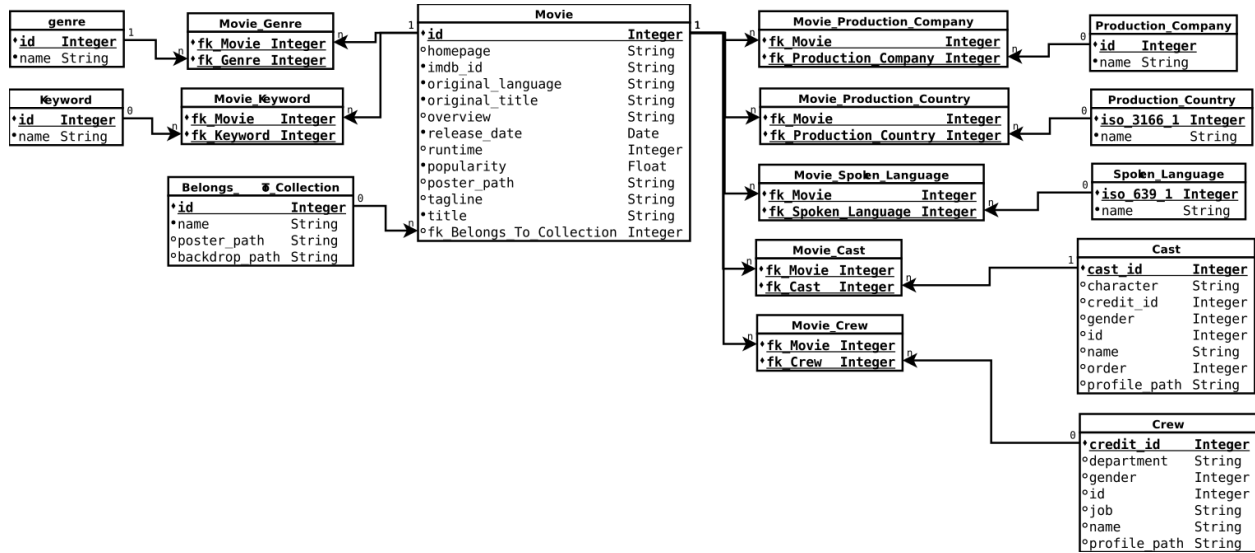 genre
id Integer
name String
1
n
Movie_Genre
fk_Movie Integer
fk_Genre Integer
n
Keyword
id Integer
name String
0
n
Movie_Keyword
fk_Movie Integer
fk_Keyword Integer
n
Belongs_To_Collection
id Integer
name String
poster_path String
backdrop_path String
0
n
1
Movie
1
id Integer
homepage String
imdb_id String
original_language String
original_title String
overview String
release_date Date
runtime Integer
popularity Float
poster_path String
tagline String
title String
fk_Belongs_To_Collection Integer
n
Movie_Production_Company
fk_Movie Integer
fk_Production_Company Integer
n
0
Production_Company
id Integer
name String
n
Movie_Production_Country
fk_Movie Integer
fk_Production_Country Integer
n
0
Production_Country
iso_3166_1 Integer
name String
n
Movie_Spoken_Language
fk_Movie Integer
fk_Spoken_Language Integer
n
0
Spoken_Language
iso_639_1 Integer
name String
n
Movie_Cast
fk_Movie Integer
fk_Cast Integer
n
1
Cast
cast_id Integer
character String
credit_id Integer
gender Integer
id Integer
name String
order Integer
profile_path String
n
Movie_Crew
fk_Movie Integer
fk_Crew Integer
n
0
Crew
credit_id Integer
department String
gender Integer
id Integer
job String
name String
profile_path String